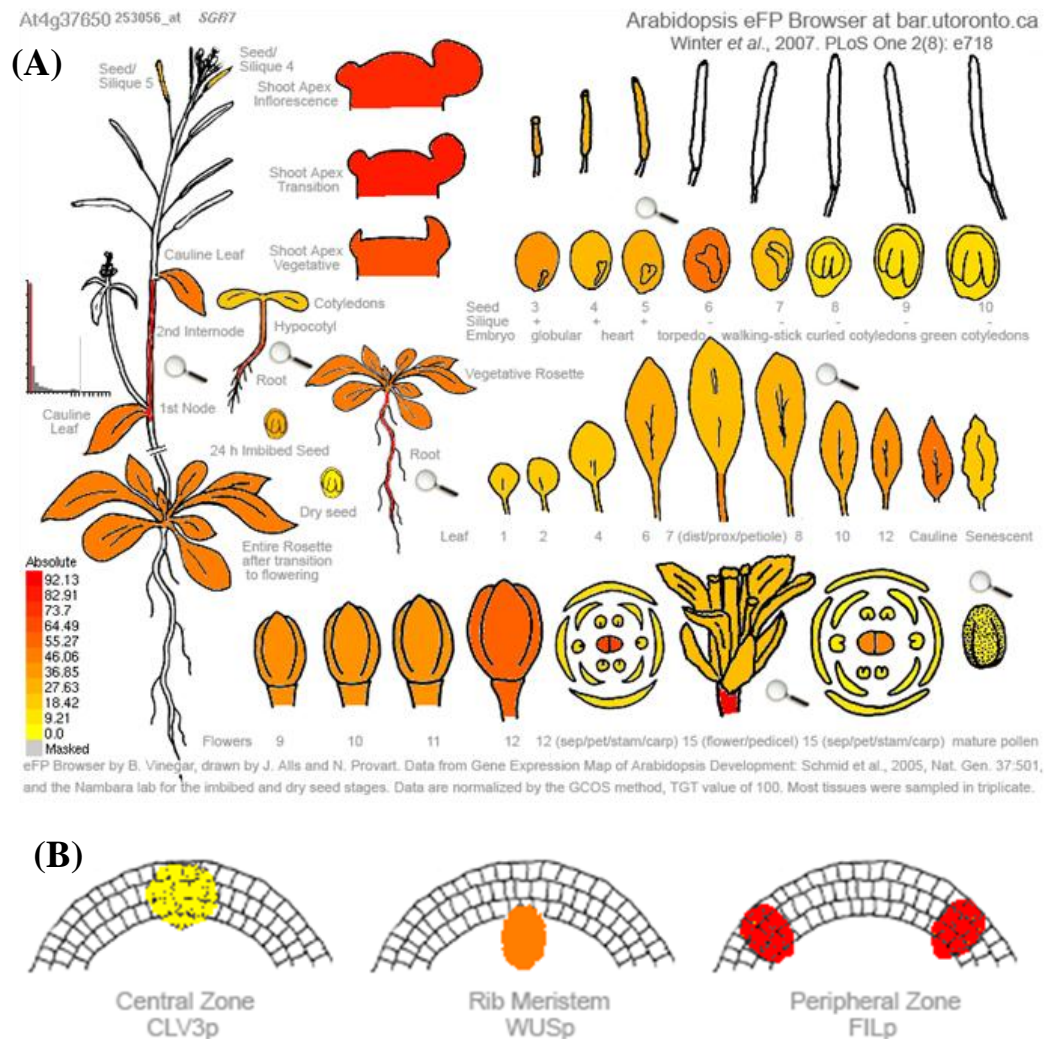 At4g37650 253056_at SGR7
Arabidopsis eFP Browser at bar.utoronto.ca
Winter et al., 2007. PLoS One 2(8): e718
(A)
Seed/
Silique 5
Seed/
Silique 4
Shoot Apex
Inflorescence
Shoot Apex
Transition
Shoot Apex
Vegetative
Cauline Leaf
2nd Internode
1st Node
Cauline
Leaf
Cotyledons
Hypocotyl
Root
24 h Imbibed Seed
Dry seed
Entire Rosette
after transition
to flowering
Vegetative Rosette
Root
Seed 3 4 5 6 7 8 9 10
Silique + + + - - - - -
Embryo globular heart torpedo walking-stick curled cotyledons green cotyledons
Leaf 1 2 4 6 7 (dist/prox/petiole) 8 10 12 Cauline Senescent
Absolute
92.13
82.91
73.7
64.49
55.27
46.06
36.85
27.63
18.42
9.21
0.0
Masked
Flowers 9 10 11 12 12 (sep/pet/stam/carp) 15 (flower/pedicel) 15 (sep/pet/stam/carp) mature pollen
eFP Browser by B. Vinegar, drawn by J. Alls and N. Provart. Data from Gene Expression Map of Arabidopsis Development: Schmid et al., 2005, Nat. Gen. 37:501,
and the Nambara lab for the imbibed and dry seed stages. Data are normalized by the GCOS method, TGT value of 100. Most tissues were sampled in triplicate.
(B)
Central Zone
CLV3p
Rib Meristem
WUSp
Peripheral Zone
FILp